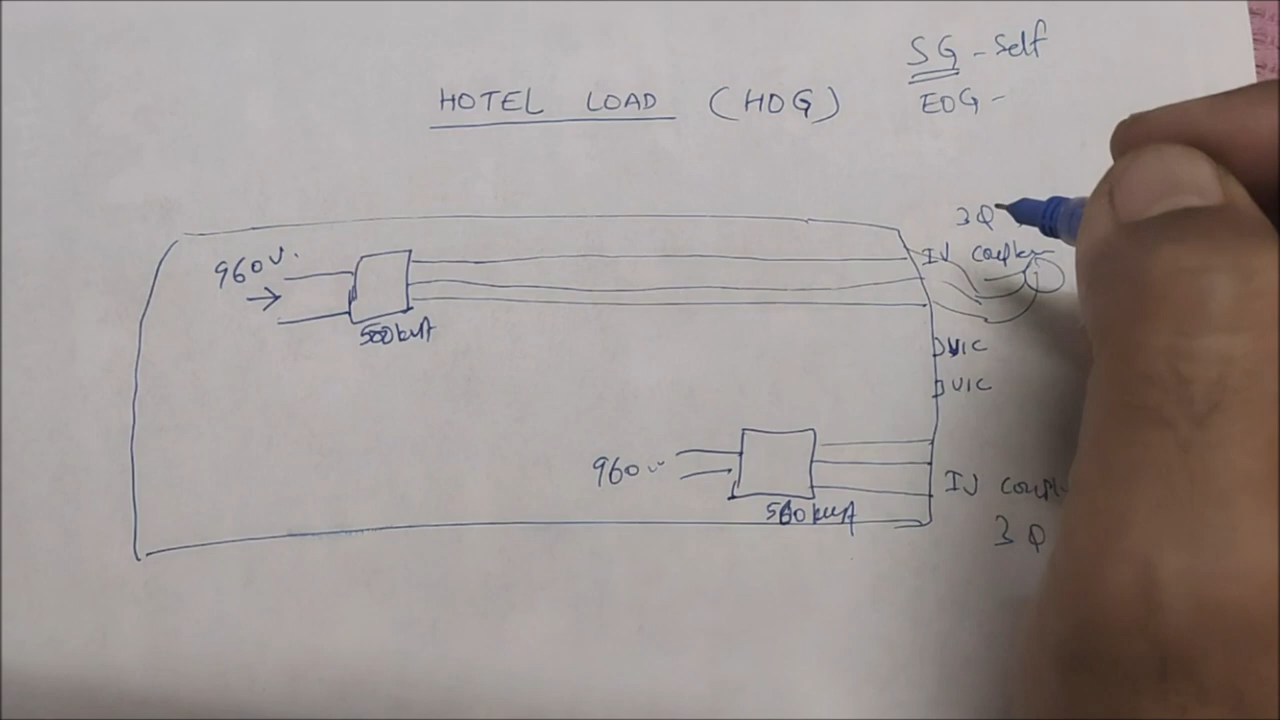 SG - Self
HOTEL LOAD (HOG)
EOG -
3 Φ
960 V.
IV coupler
500 kVA
UIC
UIC
960 V
IV coupl
500 kVA
3 Φ